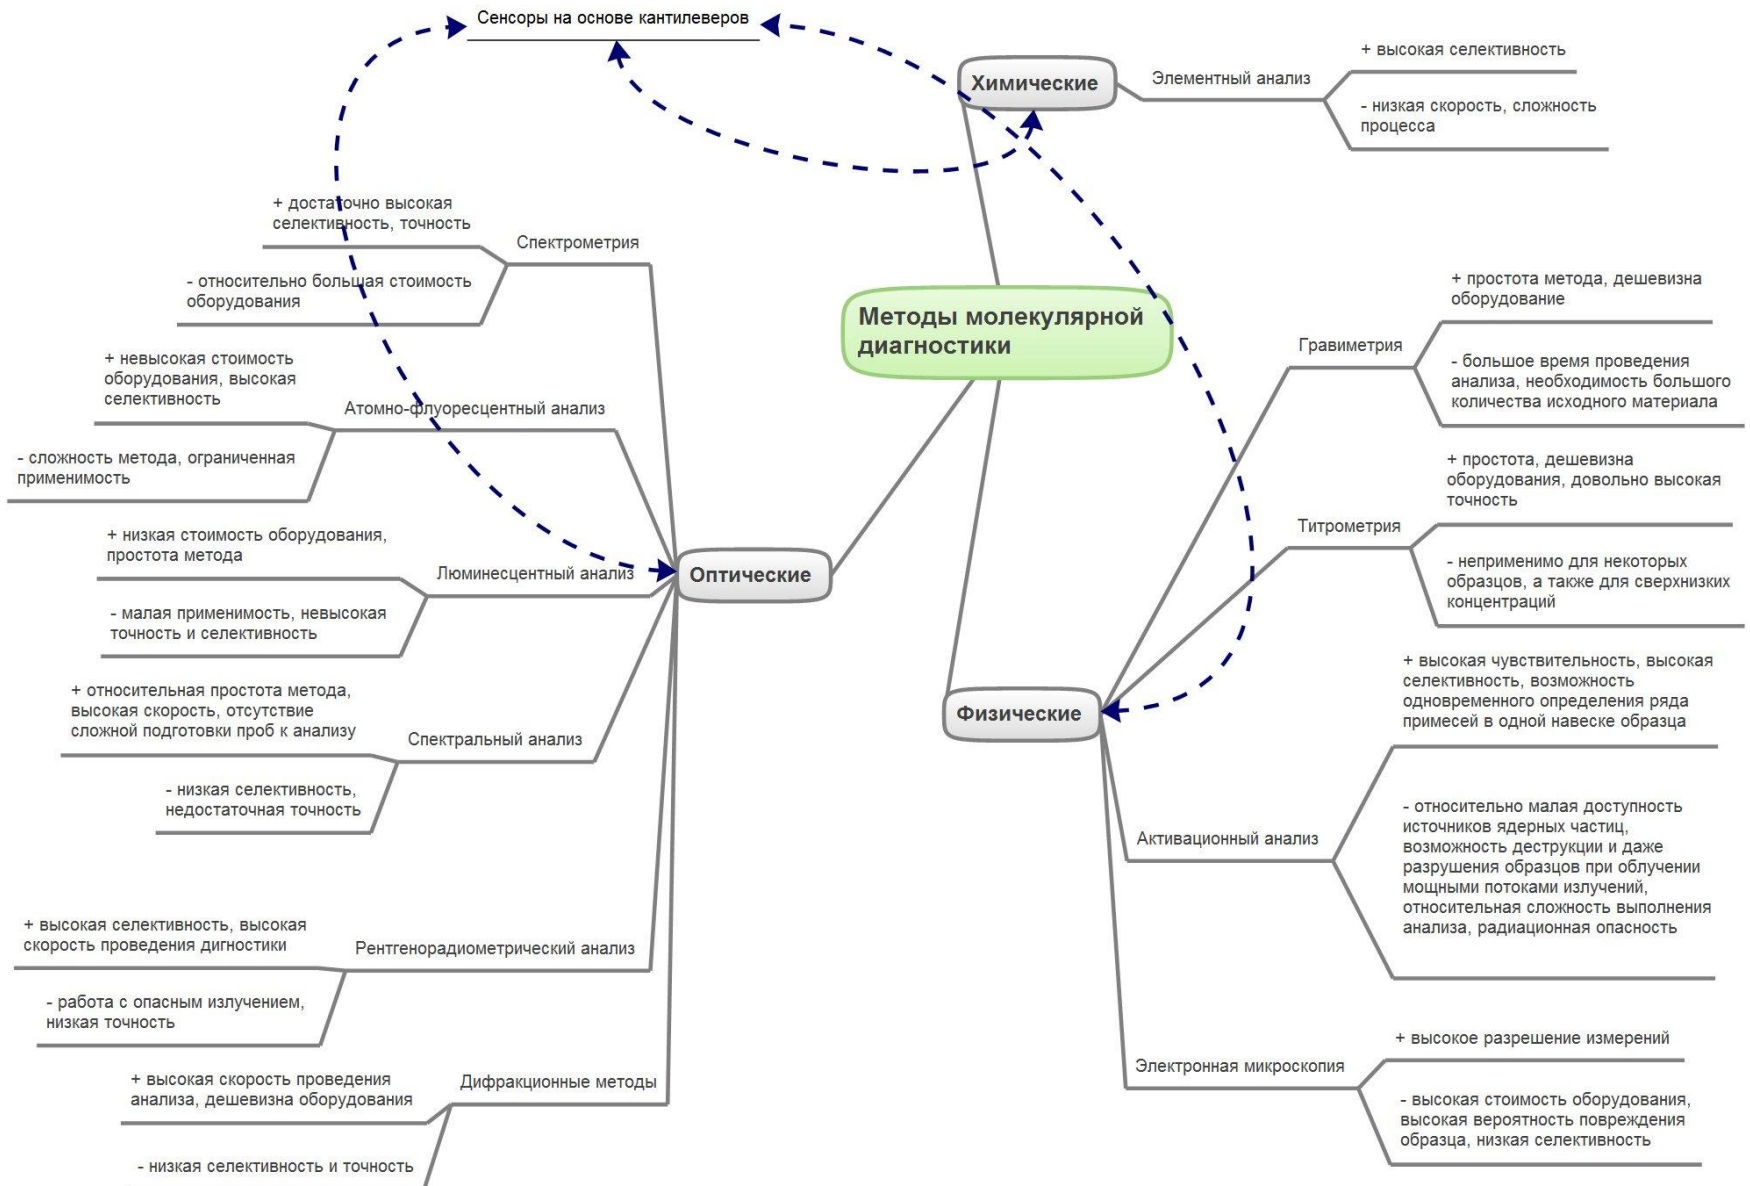 Сенсоры на основе кантилеверов
Химические
Элементный анализ
+ высокая селективность
- низкая скорость, сложность
процесса
+ достаточно высокая
селективность, точность
Спектрометрия
- относительно большая стоимость
оборудования
Методы молекулярной
диагностики
+ простота метода, дешевизна
оборудование
Гравиметрия
- большое время проведения
анализа, необходимость большого
количества исходного материала
+ невысокая стоимость
оборудования, высокая
селективность
Атомно-флуоресцентный анализ
- сложность метода, ограниченная
применимость
+ простота, дешевизна
оборудования, довольно высокая
точность
Титрометрия
- неприменимо для некоторых
образцов, а также для сверхнизких
концентраций
+ низкая стоимость оборудования,
простота метода
Люминесцентный анализ
Оптические
- малая применимость, невысокая
точность и селективность
+ относительная простота метода,
высокая скорость, отсутствие
сложной подготовки проб к анализу
Спектральный анализ
- низкая селективность,
недостаточная точность
Физические
+ высокая чувствительность, высокая
селективность, возможность
одновременного определения ряда
примесей в одной навеске образца
Активационный анализ
- относительно малая доступность
источников ядерных частиц,
возможность деструкции и даже
разрушения образцов при облучении
мощными потоками излучений,
относительная сложность выполнения
анализа, радиационная опасность
+ высокая селективность, высокая
скорость проведения дигностики
Рентгенорадиометрический анализ
- работа с опасным излучением,
низкая точность
+ высокая скорость проведения
анализа, дешевизна оборудования
Дифракционные методы
- низкая селективность и точность
Электронная микроскопия
+ высокое разрешение измерений
- высокая стоимость оборудования,
высокая вероятность повреждения
образца, низкая селективность